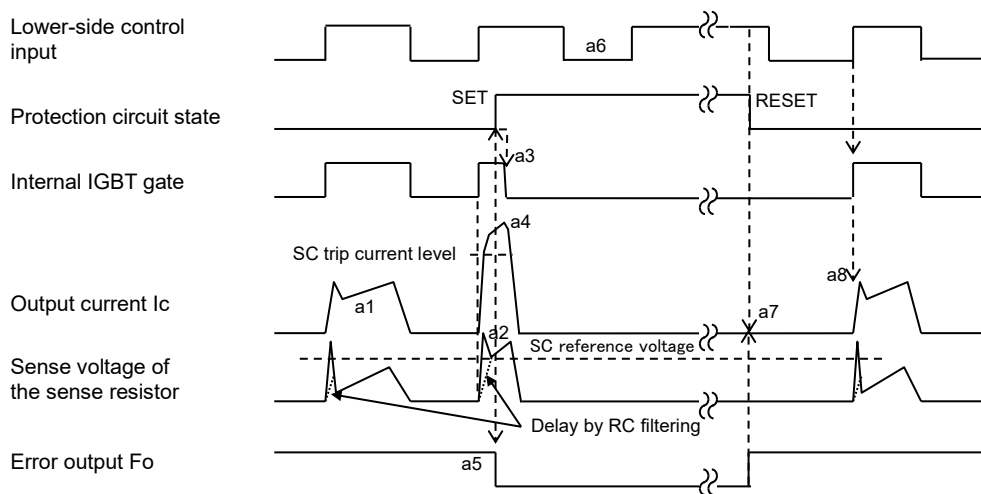 Lower-side control
input
a6
SET
RESET
Protection circuit state
a3
Internal IGBT gate
a4
SC trip current level
a8
Output current Ic
a1
a7
a2
SC reference voltage
Sense voltage of
the sense resistor
Delay by RC filtering
Error output Fo
a5